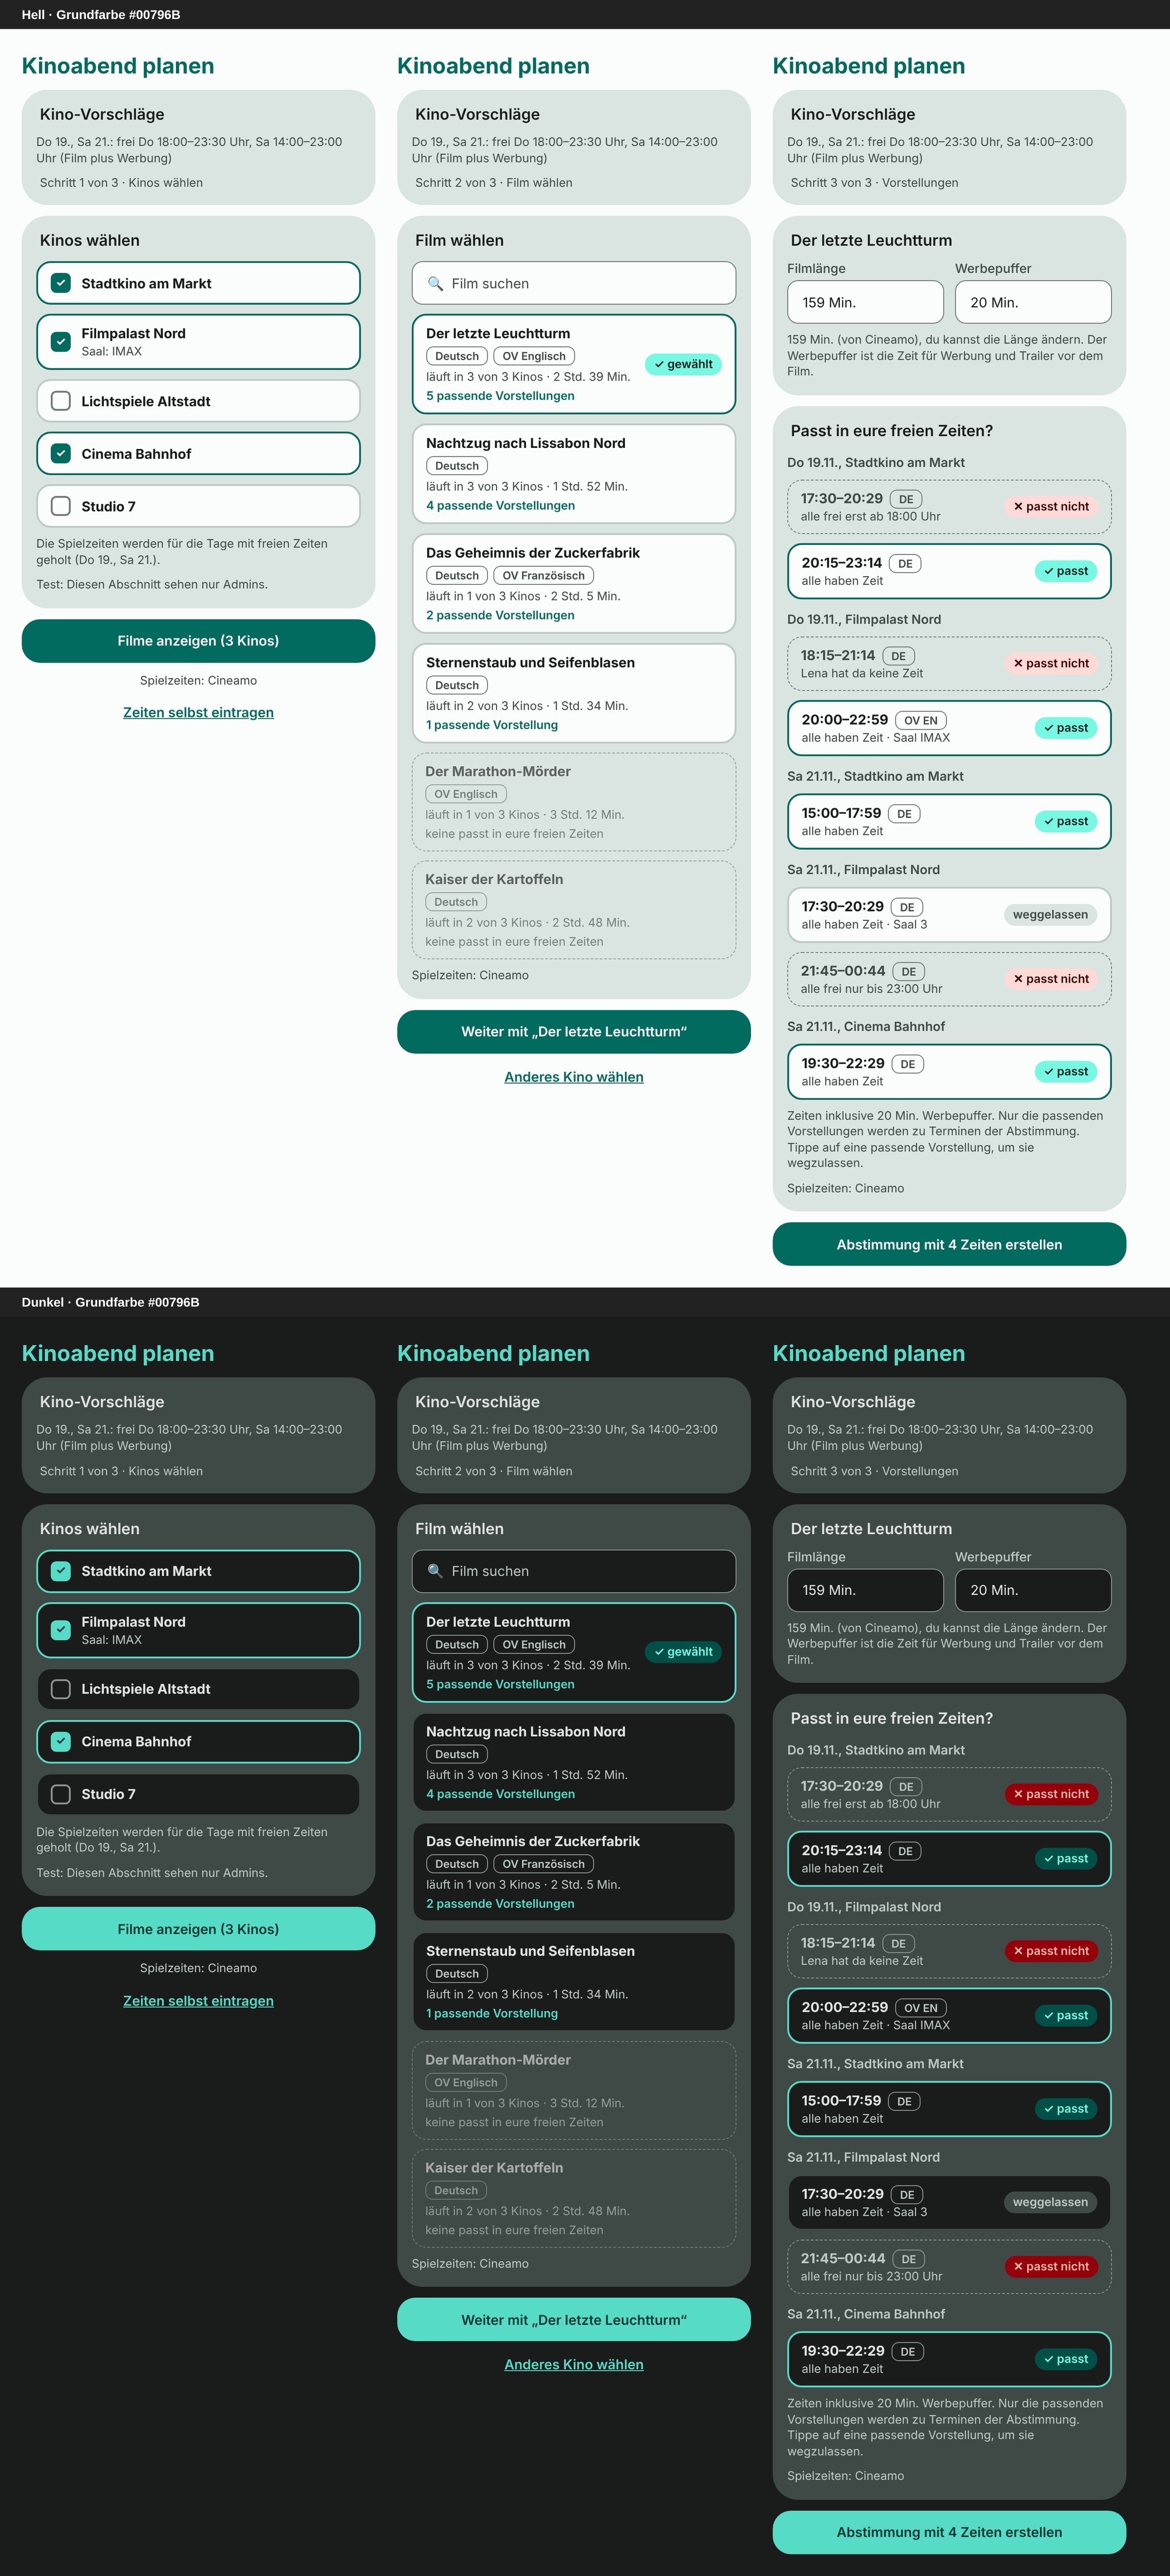 Hell · Grundfarbe #00796B
Kinoabend planen
Kino-Vorschläge
Do 19., Sa 21.: frei Do 18:00–23:30 Uhr, Sa 14:00–23:00
Uhr (Film plus Werbung)
Schritt 1 von 3 · Kinos wählen
Kinos wählen
Stadtkino am Markt
Filmpalast Nord
Saal: IMAX
Lichtspiele Altstadt
Cinema Bahnhof
Studio 7
Die Spielzeiten werden für die Tage mit freien Zeiten
geholt (Do 19., Sa 21.).
Test: Diesen Abschnitt sehen nur Admins.
Filme anzeigen (3 Kinos)
Spielzeiten: Cineamo
Zeiten selbst eintragen
Kinoabend planen
Kino-Vorschläge
Do 19., Sa 21.: frei Do 18:00–23:30 Uhr, Sa 14:00–23:00
Uhr (Film plus Werbung)
Schritt 2 von 3 · Film wählen
Film wählen
🔍 Film suchen
Der letzte Leuchtturm
Deutsch OV Englisch
✓ gewählt
läuft in 3 von 3 Kinos · 2 Std. 39 Min.
5 passende Vorstellungen
Nachtzug nach Lissabon Nord
Deutsch
läuft in 3 von 3 Kinos · 1 Std. 52 Min.
4 passende Vorstellungen
Das Geheimnis der Zuckerfabrik
Deutsch OV Französisch
läuft in 1 von 3 Kinos · 2 Std. 5 Min.
2 passende Vorstellungen
Sternenstaub und Seifenblasen
Deutsch
läuft in 2 von 3 Kinos · 1 Std. 34 Min.
1 passende Vorstellung
Der Marathon-Mörder
OV Englisch
läuft in 1 von 3 Kinos · 3 Std. 12 Min.
keine passt in eure freien Zeiten
Kaiser der Kartoffeln
Deutsch
läuft in 2 von 3 Kinos · 2 Std. 48 Min.
keine passt in eure freien Zeiten
Spielzeiten: Cineamo
Weiter mit „Der letzte Leuchtturm“
Anderes Kino wählen
Kinoabend planen
Kino-Vorschläge
Do 19., Sa 21.: frei Do 18:00–23:30 Uhr, Sa 14:00–23:00
Uhr (Film plus Werbung)
Schritt 3 von 3 · Vorstellungen
Der letzte Leuchtturm
Filmlänge Werbepuffer
159 Min. 20 Min.
159 Min. (von Cineamo), du kannst die Länge ändern. Der
Werbepuffer ist die Zeit für Werbung und Trailer vor dem
Film.
Passt in eure freien Zeiten?
Do 19.11., Stadtkino am Markt
17:30–20:29 DE
alle frei erst ab 18:00 Uhr
✕ passt nicht
20:15–23:14 DE
alle haben Zeit
✓ passt
Do 19.11., Filmpalast Nord
18:15–21:14 DE
Lena hat da keine Zeit
✕ passt nicht
20:00–22:59 OV EN
alle haben Zeit · Saal IMAX
✓ passt
Sa 21.11., Stadtkino am Markt
15:00–17:59 DE
alle haben Zeit
✓ passt
Sa 21.11., Filmpalast Nord
17:30–20:29 DE
alle haben Zeit · Saal 3
weggelassen
21:45–00:44 DE
alle frei nur bis 23:00 Uhr
✕ passt nicht
Sa 21.11., Cinema Bahnhof
19:30–22:29 DE
alle haben Zeit
✓ passt
Zeiten inklusive 20 Min. Werbepuffer. Nur die passenden
Vorstellungen werden zu Terminen der Abstimmung.
Tippe auf eine passende Vorstellung, um sie
wegzulassen.
Spielzeiten: Cineamo
Abstimmung mit 4 Zeiten erstellen
Dunkel · Grundfarbe #00796B
Kinoabend planen
Kino-Vorschläge
Do 19., Sa 21.: frei Do 18:00–23:30 Uhr, Sa 14:00–23:00
Uhr (Film plus Werbung)
Schritt 1 von 3 · Kinos wählen
Kinos wählen
Stadtkino am Markt
Filmpalast Nord
Saal: IMAX
Lichtspiele Altstadt
Cinema Bahnhof
Studio 7
Die Spielzeiten werden für die Tage mit freien Zeiten
geholt (Do 19., Sa 21.).
Test: Diesen Abschnitt sehen nur Admins.
Filme anzeigen (3 Kinos)
Spielzeiten: Cineamo
Zeiten selbst eintragen
Kinoabend planen
Kino-Vorschläge
Do 19., Sa 21.: frei Do 18:00–23:30 Uhr, Sa 14:00–23:00
Uhr (Film plus Werbung)
Schritt 2 von 3 · Film wählen
Film wählen
🔍 Film suchen
Der letzte Leuchtturm
Deutsch OV Englisch
✓ gewählt
läuft in 3 von 3 Kinos · 2 Std. 39 Min.
5 passende Vorstellungen
Nachtzug nach Lissabon Nord
Deutsch
läuft in 3 von 3 Kinos · 1 Std. 52 Min.
4 passende Vorstellungen
Das Geheimnis der Zuckerfabrik
Deutsch OV Französisch
läuft in 1 von 3 Kinos · 2 Std. 5 Min.
2 passende Vorstellungen
Sternenstaub und Seifenblasen
Deutsch
läuft in 2 von 3 Kinos · 1 Std. 34 Min.
1 passende Vorstellung
Der Marathon-Mörder
OV Englisch
läuft in 1 von 3 Kinos · 3 Std. 12 Min.
keine passt in eure freien Zeiten
Kaiser der Kartoffeln
Deutsch
läuft in 2 von 3 Kinos · 2 Std. 48 Min.
keine passt in eure freien Zeiten
Spielzeiten: Cineamo
Weiter mit „Der letzte Leuchtturm“
Anderes Kino wählen
Kinoabend planen
Kino-Vorschläge
Do 19., Sa 21.: frei Do 18:00–23:30 Uhr, Sa 14:00–23:00
Uhr (Film plus Werbung)
Schritt 3 von 3 · Vorstellungen
Der letzte Leuchtturm
Filmlänge Werbepuffer
159 Min. 20 Min.
159 Min. (von Cineamo), du kannst die Länge ändern. Der
Werbepuffer ist die Zeit für Werbung und Trailer vor dem
Film.
Passt in eure freien Zeiten?
Do 19.11., Stadtkino am Markt
17:30–20:29 DE
alle frei erst ab 18:00 Uhr
✕ passt nicht
20:15–23:14 DE
alle haben Zeit
✓ passt
Do 19.11., Filmpalast Nord
18:15–21:14 DE
Lena hat da keine Zeit
✕ passt nicht
20:00–22:59 OV EN
alle haben Zeit · Saal IMAX
✓ passt
Sa 21.11., Stadtkino am Markt
15:00–17:59 DE
alle haben Zeit
✓ passt
Sa 21.11., Filmpalast Nord
17:30–20:29 DE
alle haben Zeit · Saal 3
weggelassen
21:45–00:44 DE
alle frei nur bis 23:00 Uhr
✕ passt nicht
Sa 21.11., Cinema Bahnhof
19:30–22:29 DE
alle haben Zeit
✓ passt
Zeiten inklusive 20 Min. Werbepuffer. Nur die passenden
Vorstellungen werden zu Terminen der Abstimmung.
Tippe auf eine passende Vorstellung, um sie
wegzulassen.
Spielzeiten: Cineamo
Abstimmung mit 4 Zeiten erstellen